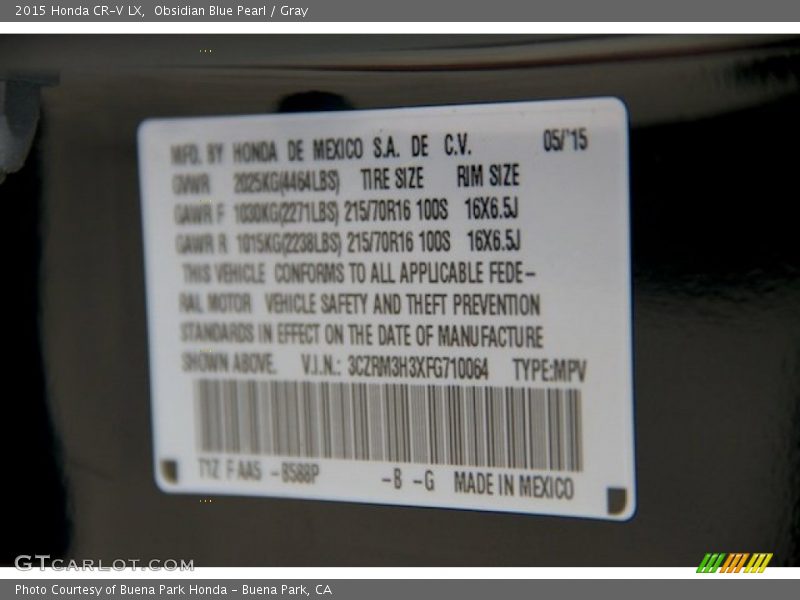 2015 Honda CR-V LX, Obsidian Blue Pearl / Gray
MFD. BY HONDA DE MEXICO S.A. DE C.V. 05/'15
GVWR 2025KG(4464LBS) TIRE SIZE RIM SIZE
GAWR F 1030KG(2271LBS) 215/70R16 100S 16X6.5J
GAWR R 1015KG(2238LBS) 215/70R16 100S 16X6.5J
THIS VEHICLE CONFORMS TO ALL APPLICABLE FEDE-
RAL MOTOR VEHICLE SAFETY AND THEFT PREVENTION
STANDARDS IN EFFECT ON THE DATE OF MANUFACTURE
SHOWN ABOVE. V.I.N.: 3CZRM3H3XFG710064 TYPE:MPV
T1Z F AA5 -B588P -B -G MADE IN MEXICO
GTCARLOT.COM
Photo Courtesy of Buena Park Honda - Buena Park, CA